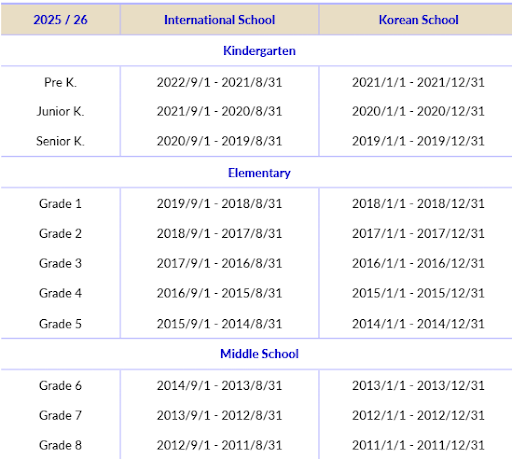 2025 / 26 International School Korean School
Kindergarten
Pre K. 2022/9/1 - 2021/8/31 2021/1/1 - 2021/12/31
Junior K. 2021/9/1 - 2020/8/31 2020/1/1 - 2020/12/31
Senior K. 2020/9/1 - 2019/8/31 2019/1/1 - 2019/12/31
Elementary
Grade 1 2019/9/1 - 2018/8/31 2018/1/1 - 2018/12/31
Grade 2 2018/9/1 - 2017/8/31 2017/1/1 - 2017/12/31
Grade 3 2017/9/1 - 2016/8/31 2016/1/1 - 2016/12/31
Grade 4 2016/9/1 - 2015/8/31 2015/1/1 - 2015/12/31
Grade 5 2015/9/1 - 2014/8/31 2014/1/1 - 2014/12/31
Middle School
Grade 6 2014/9/1 - 2013/8/31 2013/1/1 - 2013/12/31
Grade 7 2013/9/1 - 2012/8/31 2012/1/1 - 2012/12/31
Grade 8 2012/9/1 - 2011/8/31 2011/1/1 - 2011/12/31